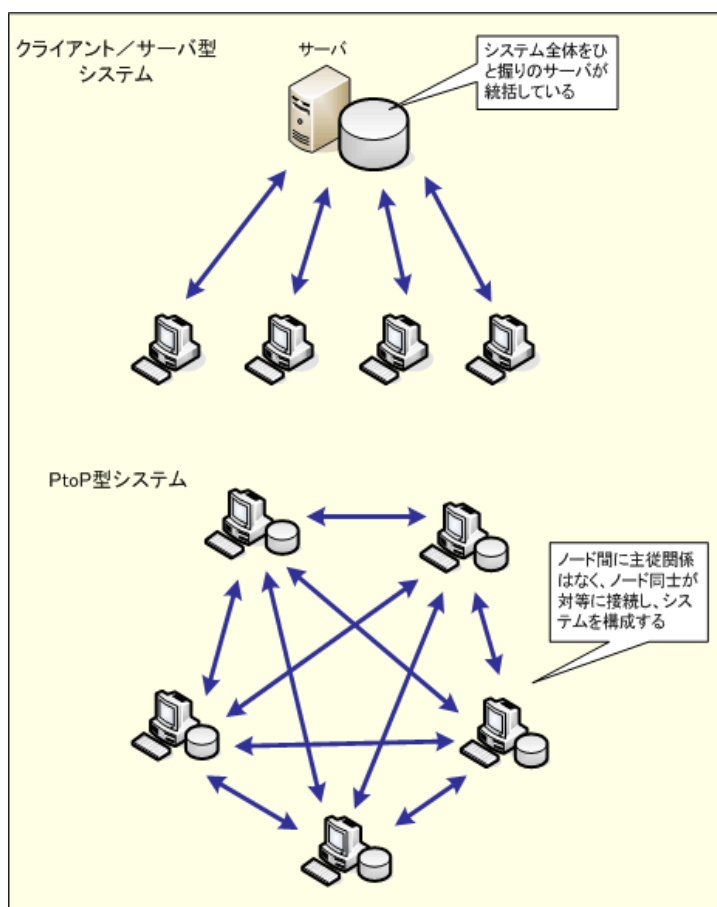 クライアント／サーバ型
システム
サーバ
システム全体をひ
と握りのサーバが
統括している
PtoP型システム
ノード間に主従関係
はなく、ノード同士が
対等に接続し、シス
テムを構成する